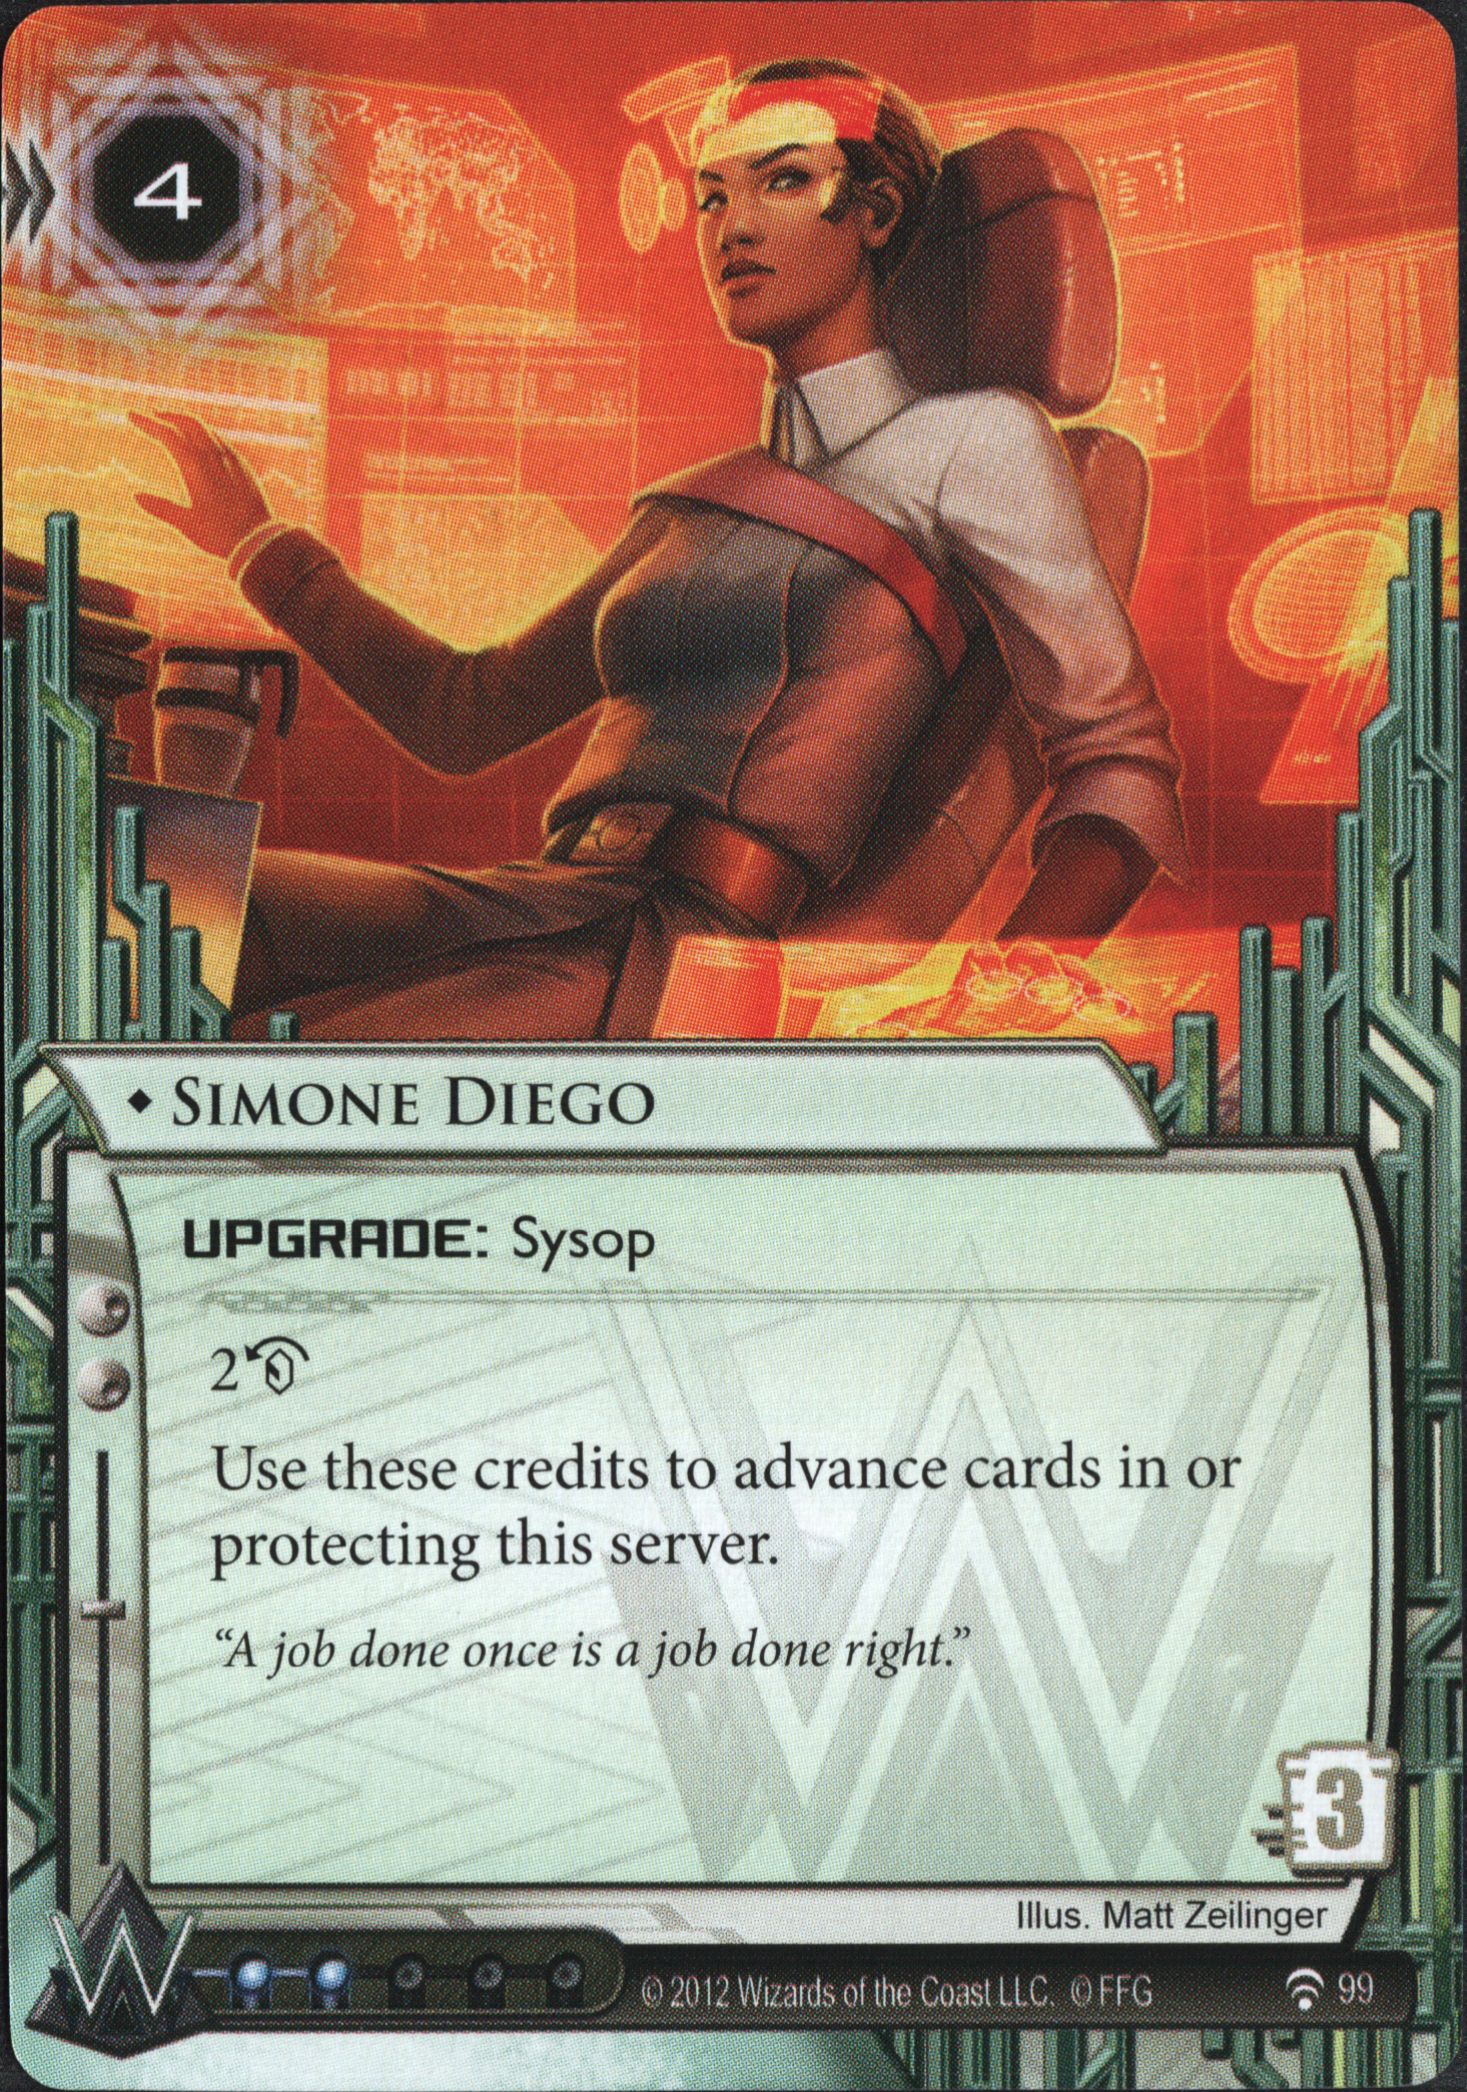 4
◆ SIMONE DIEGO
UPGRADE: Sysop
2
Use these credits to advance cards in or
protecting this server.
“A job done once is a job done right.”
3
Illus. Matt Zeilinger
© 2012 Wizards of the Coast LLC. © FFG
99